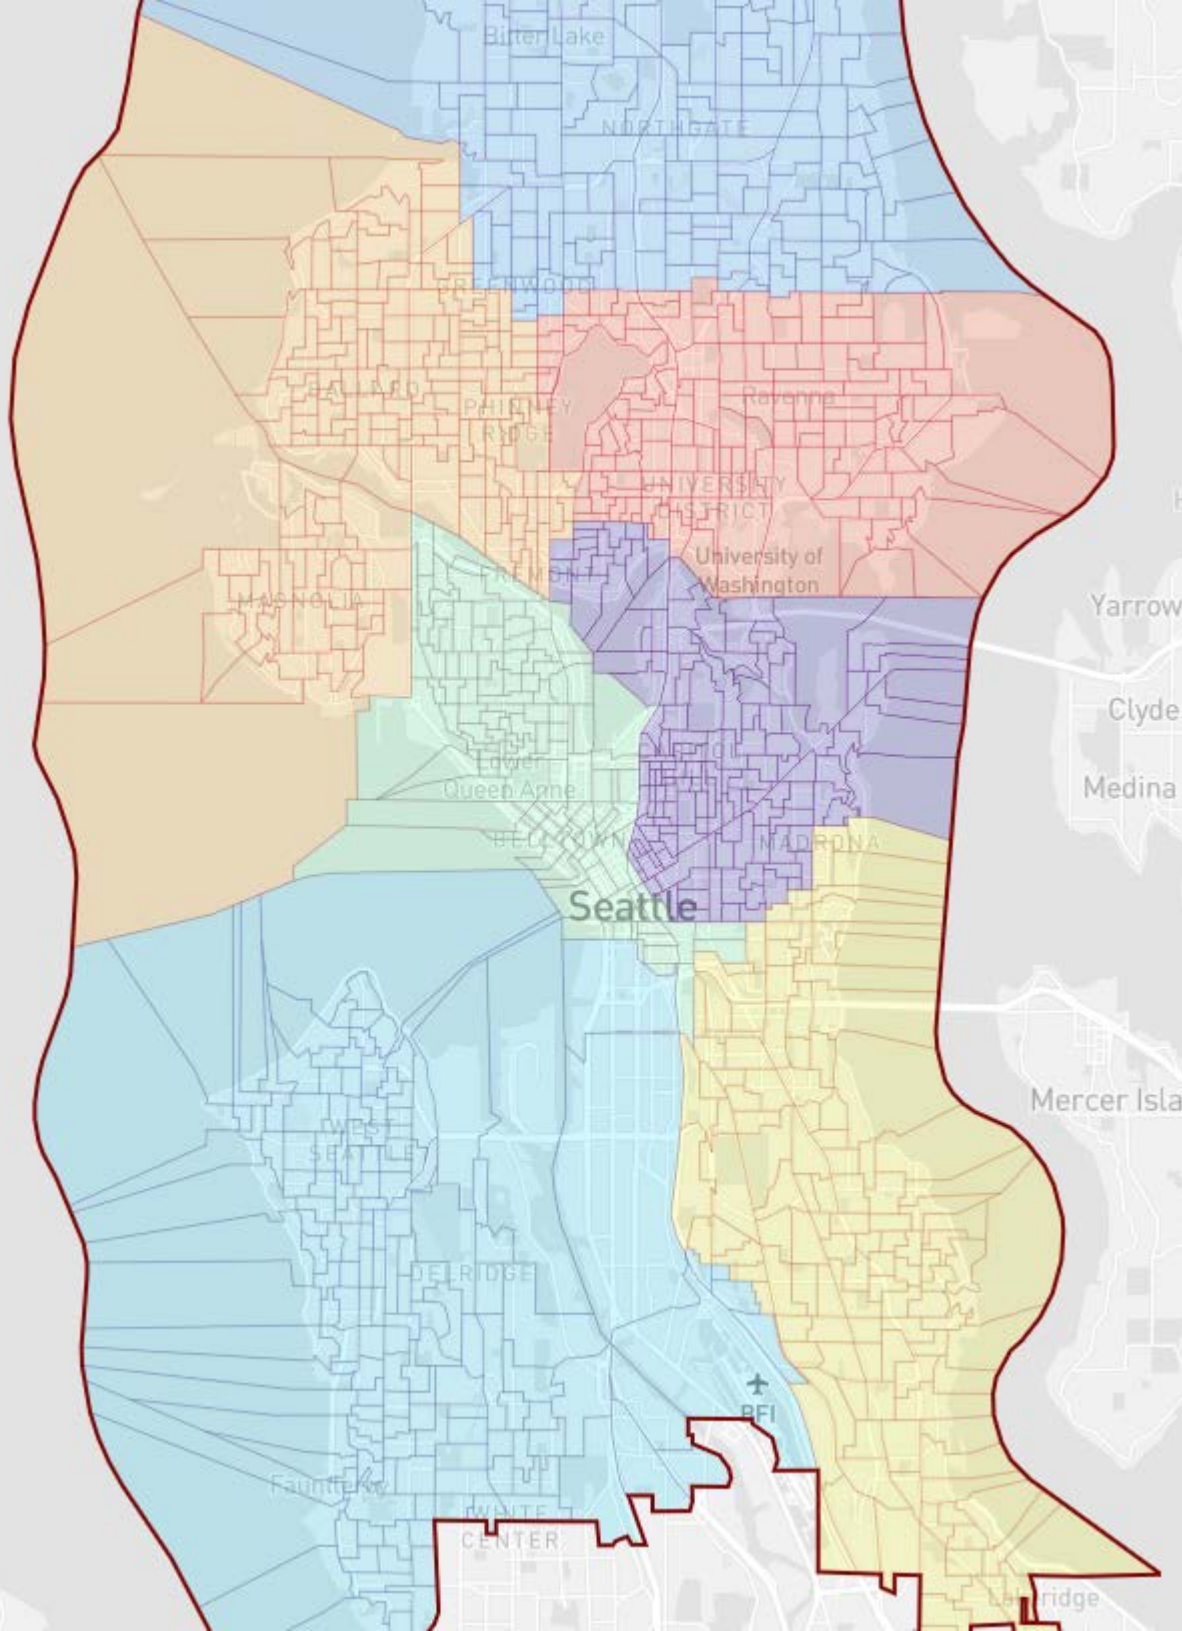 Bitter Lake
NORTHGATE
GREENWOOD
BALLARD
PHINNEY
RIDGE
Ravenna
UNIVERSITY
DISTRICT
University of
Washington
FREMONT
MAGNOLIA
Yarrow
Clyde
Medina
Lower
Queen Anne
BELLTOWN
MADRONA
Seattle
Mercer Isla
WEST
SEATTLE
DELRIDGE
BFI
Fauntleroy
WHITE
CENTER